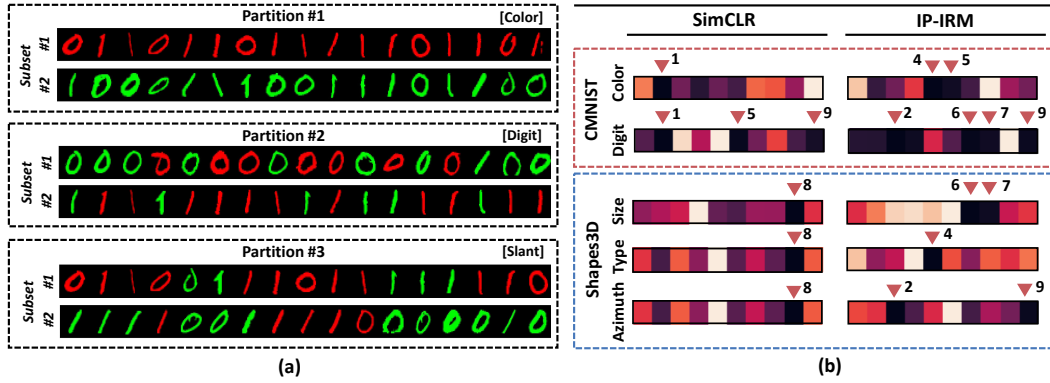 Partition #1 [Color]
Subset
#1
#2
Partition #2 [Digit]
Subset
#1
#2
Partition #3 [Slant]
Subset
#1
#2
(a)
SimCLR IP-IRM
CMNIST
Color
1 4 5
Digit
1 5 9 2 6 7 9
Shapes3D
Size
8 6 7
Type
8 4
Azimuth
8 2 9
(b)